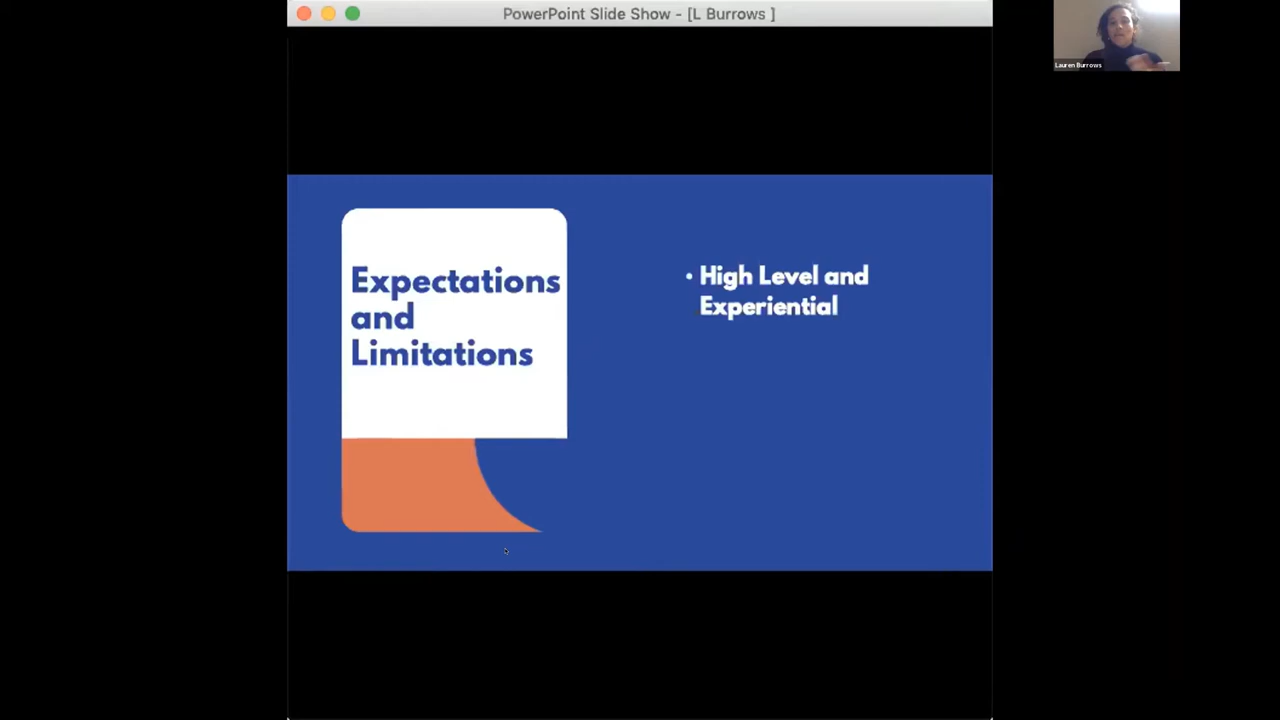 PowerPoint Slide Show - [L Burrows ]
Lauren Burrows
Expectations
and
Limitations
• High Level and
Experiential